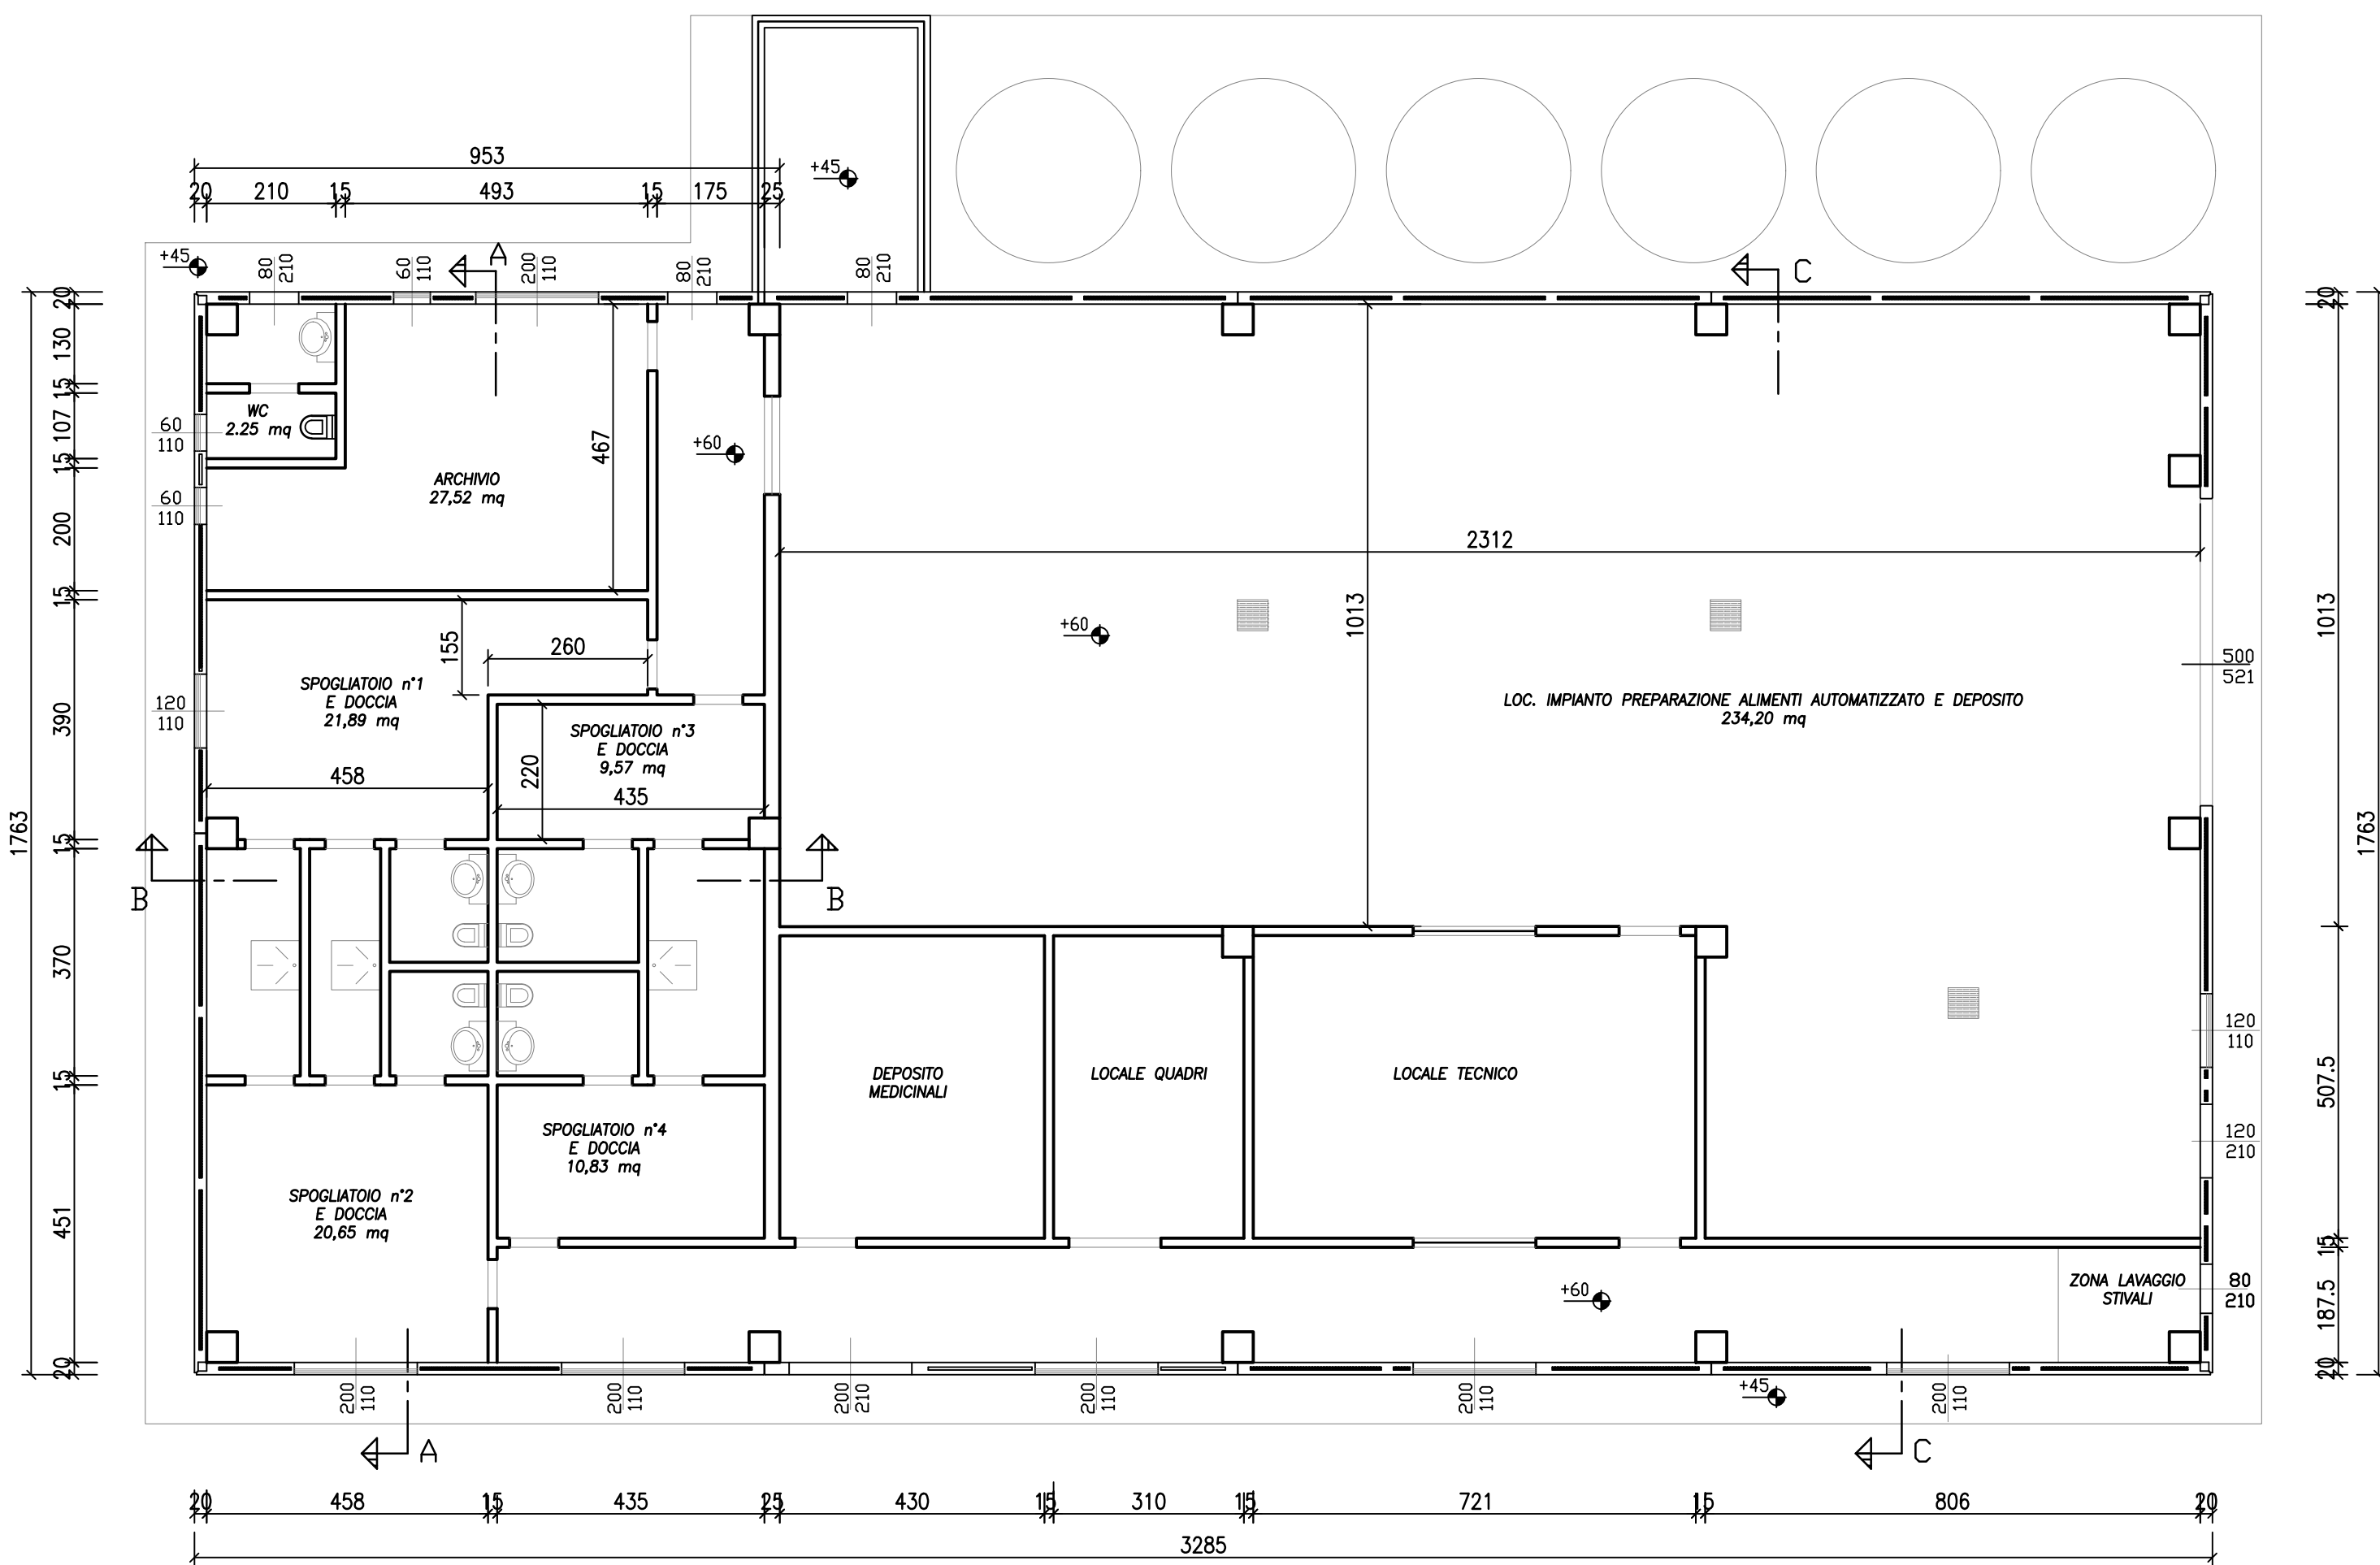 953
20 210 15 493 15 175 25
+45
+45
80
210
60
110
A
200
110
80
210
80
210
C
20
130
15
107
15
200
15
390
15
370
15
451
20
1763
60
110
60
110
120
110
WC
2.25 mq
ARCHIVIO
27,52 mq
467
+60
2312
1013
+60
155
260
SPOGLIATOIO n°1
E DOCCIA
21,89 mq
458
SPOGLIATOIO n°3
E DOCCIA
9,57 mq
220
435
LOC. IMPIANTO PREPARAZIONE ALIMENTI AUTOMATIZZATO E DEPOSITO
234,20 mq
B
B
DEPOSITO
MEDICINALI
LOCALE QUADRI
LOCALE TECNICO
SPOGLIATOIO n°4
E DOCCIA
10,83 mq
SPOGLIATOIO n°2
E DOCCIA
20,65 mq
+60
ZONA LAVAGGIO
STIVALI
500
521
120
110
120
210
80
210
20
1013
507.5
15
187.5
20
1763
200
110
200
110
200
210
200
110
200
110
+45
200
110
A
C
20 458 15 435 25 430 15 310 15 721 15 806 20
3285